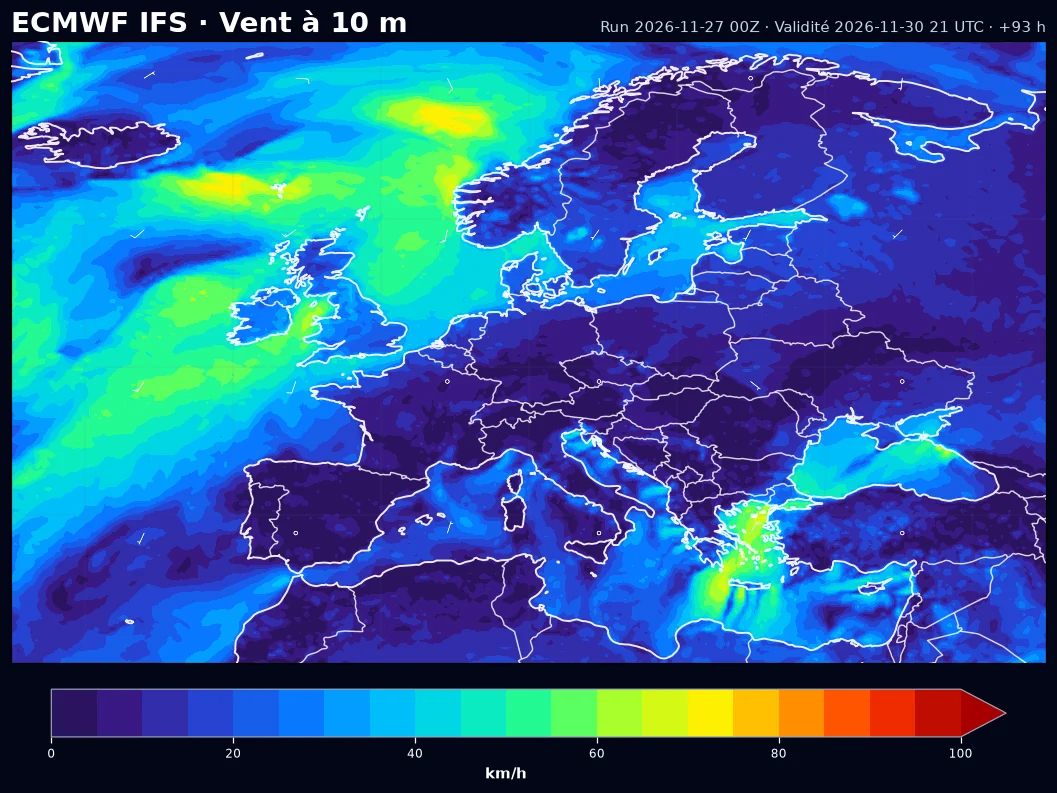 ECMWF IFS · Vent à 10 m
Run 2026-11-27 00Z · Validité 2026-11-30 21 UTC · +93 h
0 20 40 60 80 100
km/h